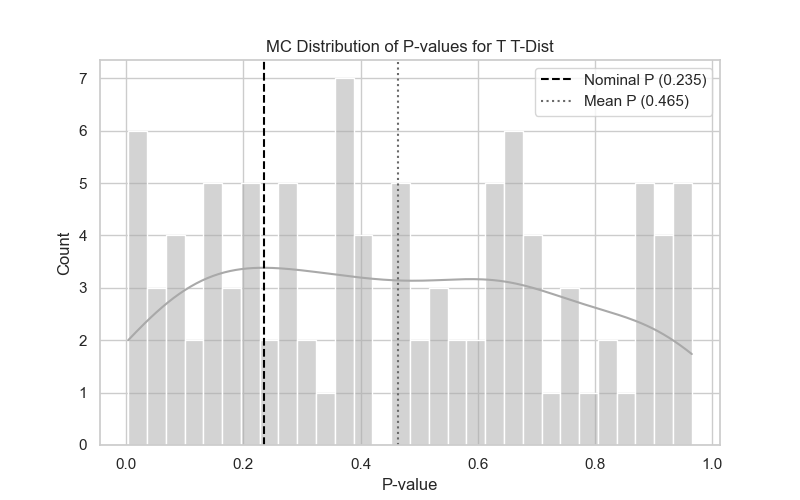 MC Distribution of P-values for T T-Dist
Nominal P (0.235)
Mean P (0.465)
7
6
5
4
3
2
1
0
Count
0.0 0.2 0.4 0.6 0.8 1.0
P-value